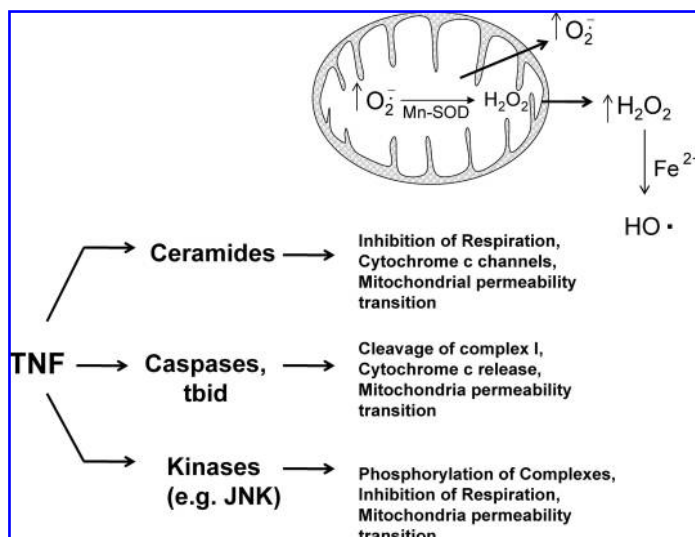 ↑O₂∸
↑O₂∸ → H₂O₂
Mn-SOD
↑H₂O₂
Fe²⁺
HO·
Ceramides
Inhibition of Respiration,
Cytochrome c channels,
Mitochondrial permeability
transition
TNF
Caspases,
tbid
Cleavage of complex I,
Cytochrome c release,
Mitochondria permeability
transition
Kinases
(e.g. JNK)
Phosphorylation of Complexes,
Inhibition of Respiration,
Mitochondria permeability
transition